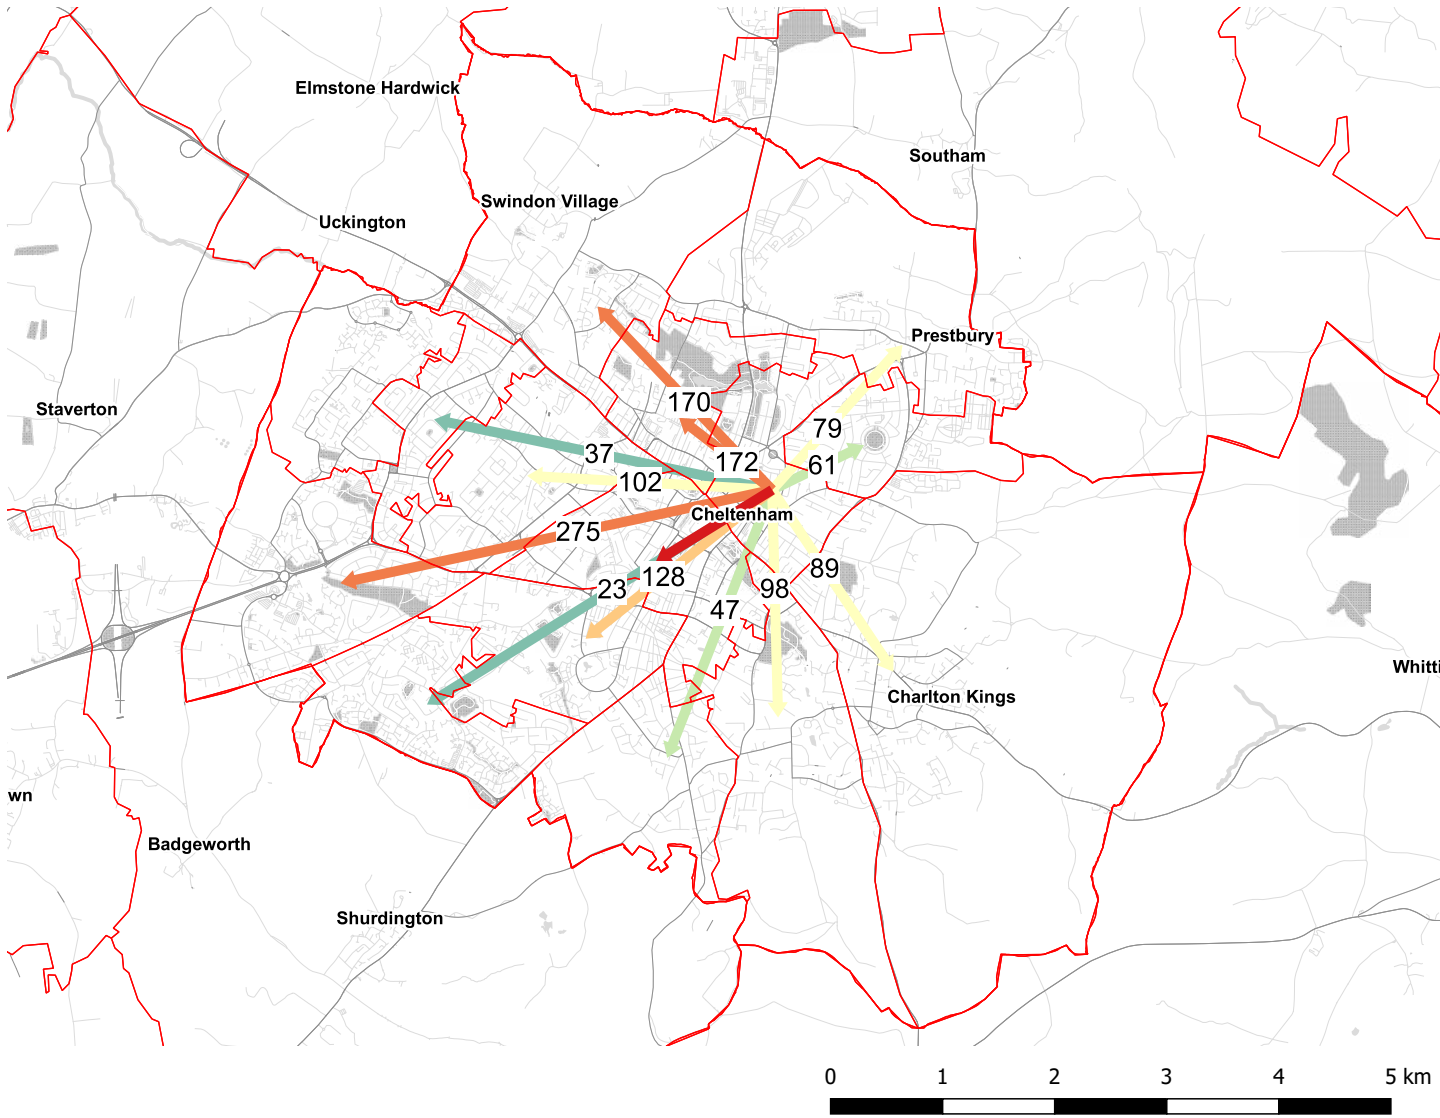 Elmstone Hardwick
Southam
Swindon Village
Uckington
Prestbury
Staverton
170
79
37
172
61
102
Cheltenham
275
89
128
23
98
47
Whitti
Charlton Kings
wn
Badgeworth
Shurdington
0 1 2 3 4 5 km